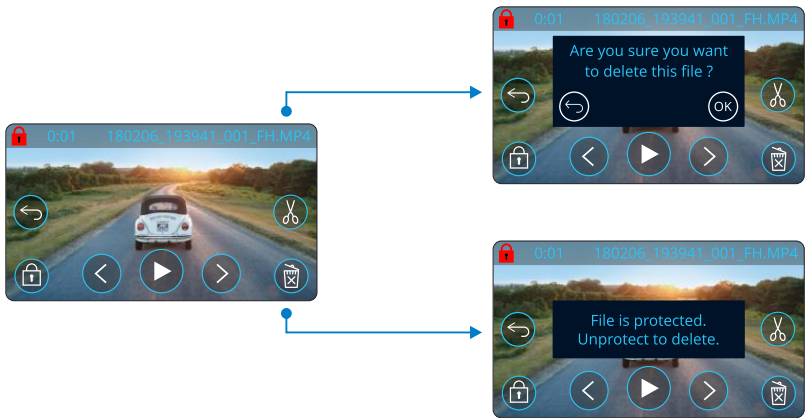 0:01 180206_193941_001_FH.MP4
0:01 180206_193941_001_FH.MP4
Are you sure you want
to delete this file ?
OK
0:01 180206_193941_001_FH.MP4
File is protected.
Unprotect to delete.